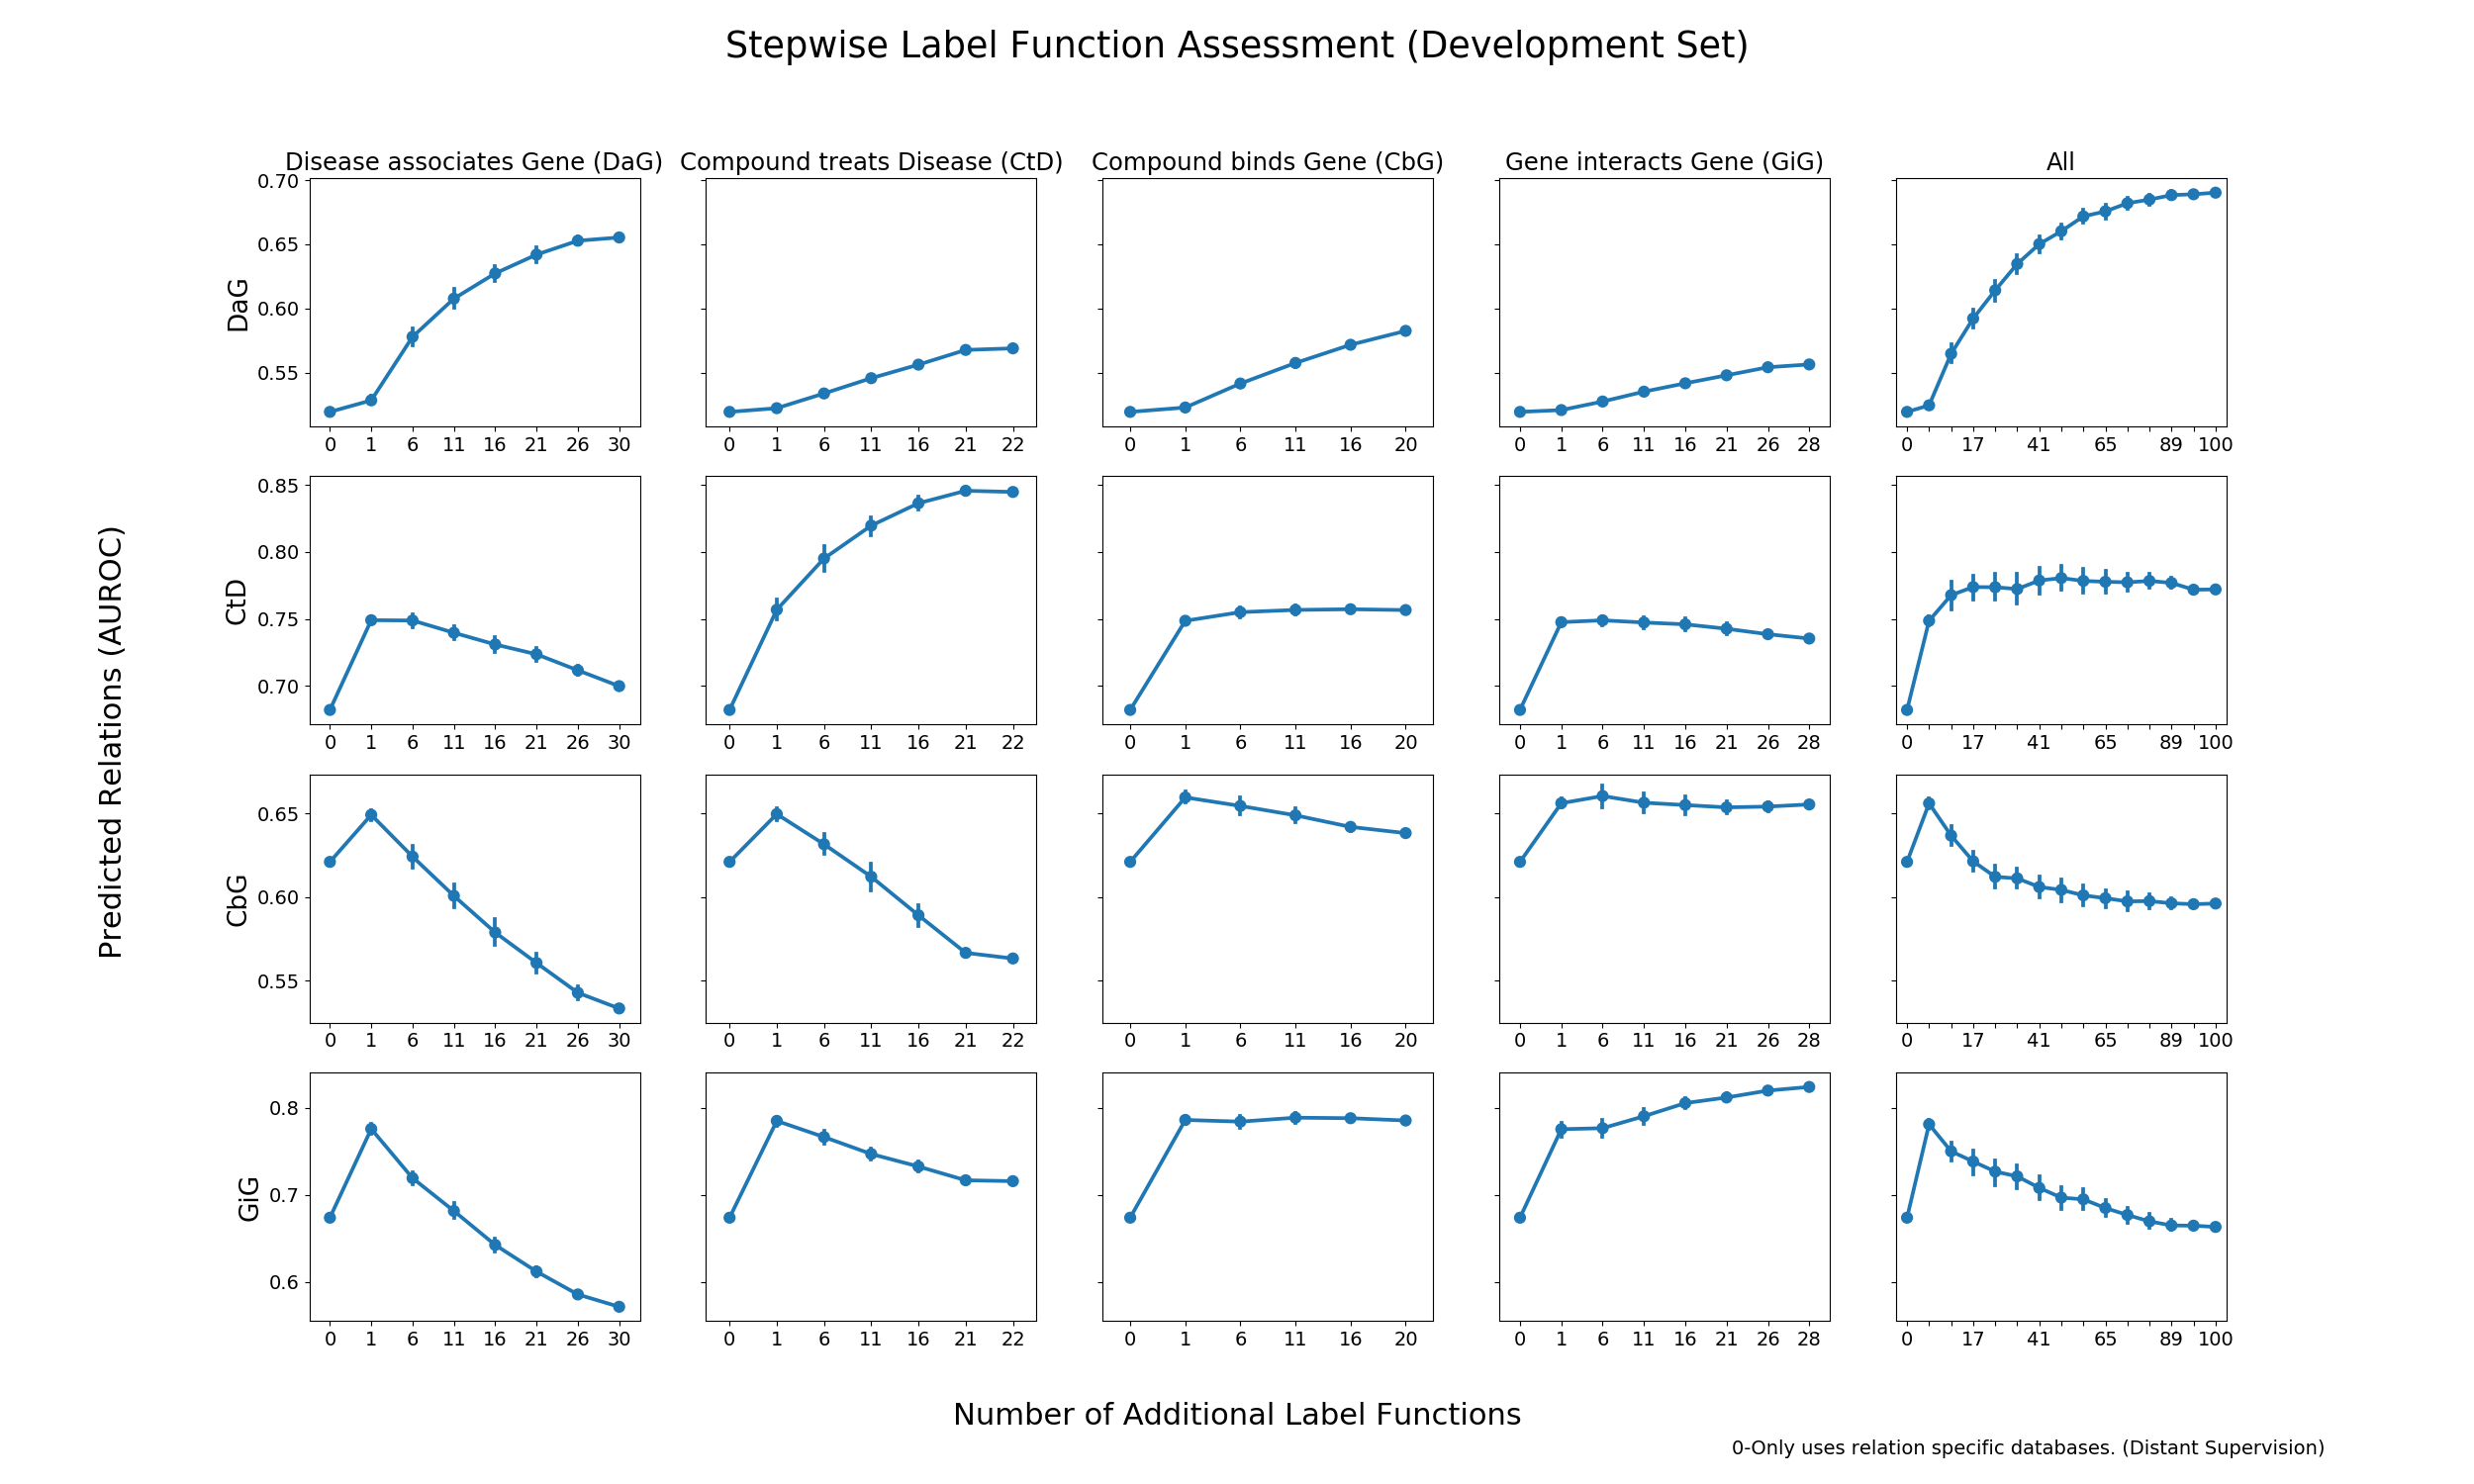 Stepwise Label Function Assessment (Development Set)
Disease associates Gene (DaG) Compound treats Disease (CtD) Compound binds Gene (CbG) Gene interacts Gene (GiG) All
DaG
0.70
0.65
0.60
0.55
0 1 6 11 16 21 26 30 0 1 6 11 16 21 22 0 1 6 11 16 20 0 1 6 11 16 21 26 28 0 17 41 65 89 100
CtD
0.85
0.80
0.75
0.70
0 1 6 11 16 21 26 30 0 1 6 11 16 21 22 0 1 6 11 16 20 0 1 6 11 16 21 26 28 0 17 41 65 89 100
Predicted Relations (AUROC)
CbG
0.65
0.60
0.55
0 1 6 11 16 21 26 30 0 1 6 11 16 21 22 0 1 6 11 16 20 0 1 6 11 16 21 26 28 0 17 41 65 89 100
GiG
0.8
0.7
0.6
0 1 6 11 16 21 26 30 0 1 6 11 16 21 22 0 1 6 11 16 20 0 1 6 11 16 21 26 28 0 17 41 65 89 100
Number of Additional Label Functions
0-Only uses relation specific databases. (Distant Supervision)